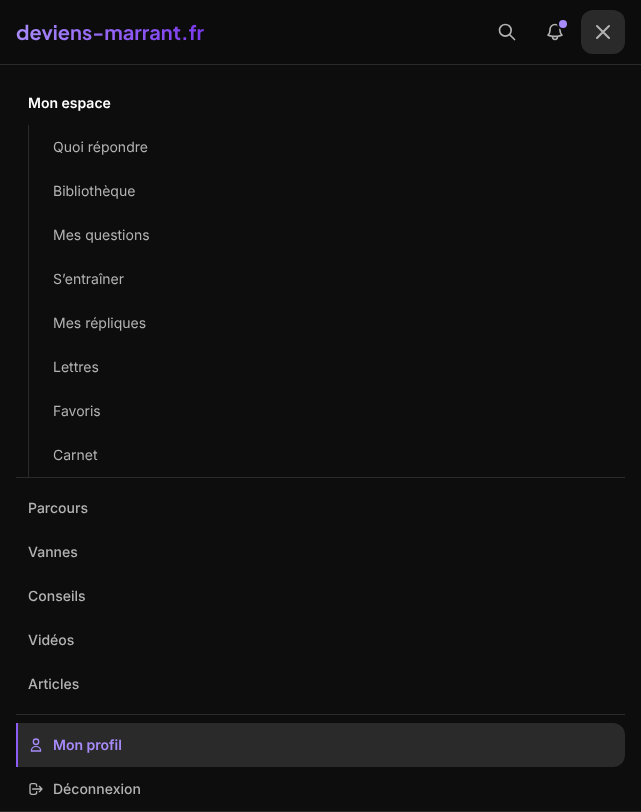 deviens-marrant.fr
Mon espace
Quoi répondre
Bibliothèque
Mes questions
S’entraîner
Mes répliques
Lettres
Favoris
Carnet
Parcours
Vannes
Conseils
Vidéos
Articles
Mon profil
Déconnexion